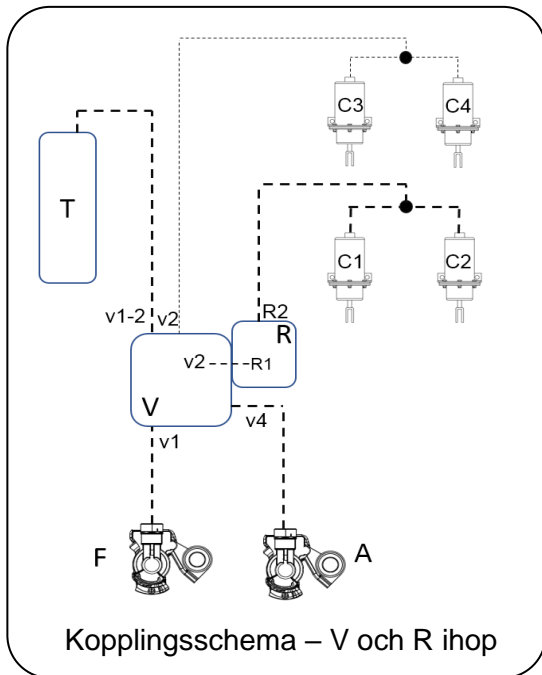 C3 C4
T
C1 C2
v1-2 v2 R2
R
v2 R1
V v4
v1
F A
Kopplingsschema – V och R ihop